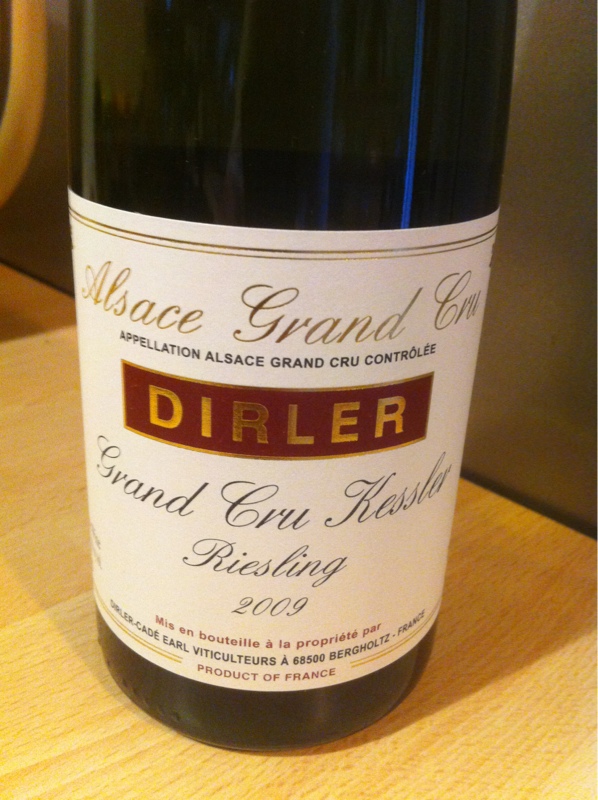 Alsace Grand Cru
APPELLATION ALSACE GRAND CRU CONTRÔLÉE
DIRLER
Grand Cru Kessler
Riesling
2009
Mis en bouteille à la propriété par
DIRLER-CADÉ EARL VITICULTEURS À 68500 BERGHOLTZ - FRANCE
PRODUCT OF FRANCE